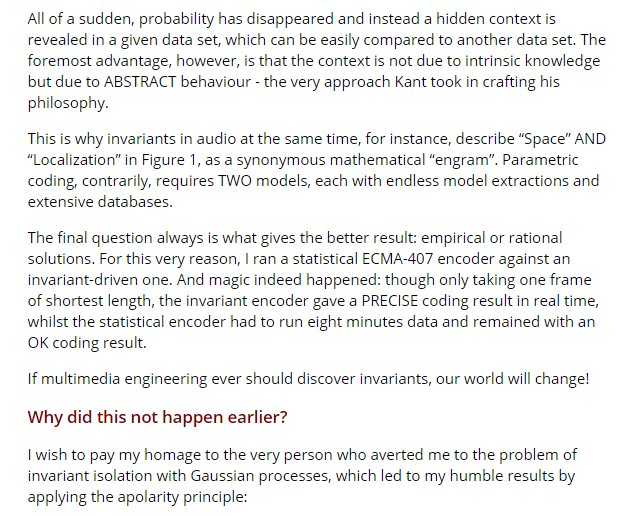 All of a sudden, probability has disappeared and instead a hidden context is
revealed in a given data set, which can be easily compared to another data set. The
foremost advantage, however, is that the context is not due to intrinsic knowledge
but due to ABSTRACT behaviour - the very approach Kant took in crafting his
philosophy.
This is why invariants in audio at the same time, for instance, describe “Space” AND
“Localization” in Figure 1, as a synonymous mathematical “engram”. Parametric
coding, contrarily, requires TWO models, each with endless model extractions and
extensive databases.
The final question always is what gives the better result: empirical or rational
solutions. For this very reason, I ran a statistical ECMA-407 encoder against an
invariant-driven one. And magic indeed happened: though only taking one frame
of shortest length, the invariant encoder gave a PRECISE coding result in real time,
whilst the statistical encoder had to run eight minutes data and remained with an
OK coding result.
If multimedia engineering ever should discover invariants, our world will change!
Why did this not happen earlier?
I wish to pay my homage to the very person who averted me to the problem of
invariant isolation with Gaussian processes, which led to my humble results by
applying the apolarity principle: